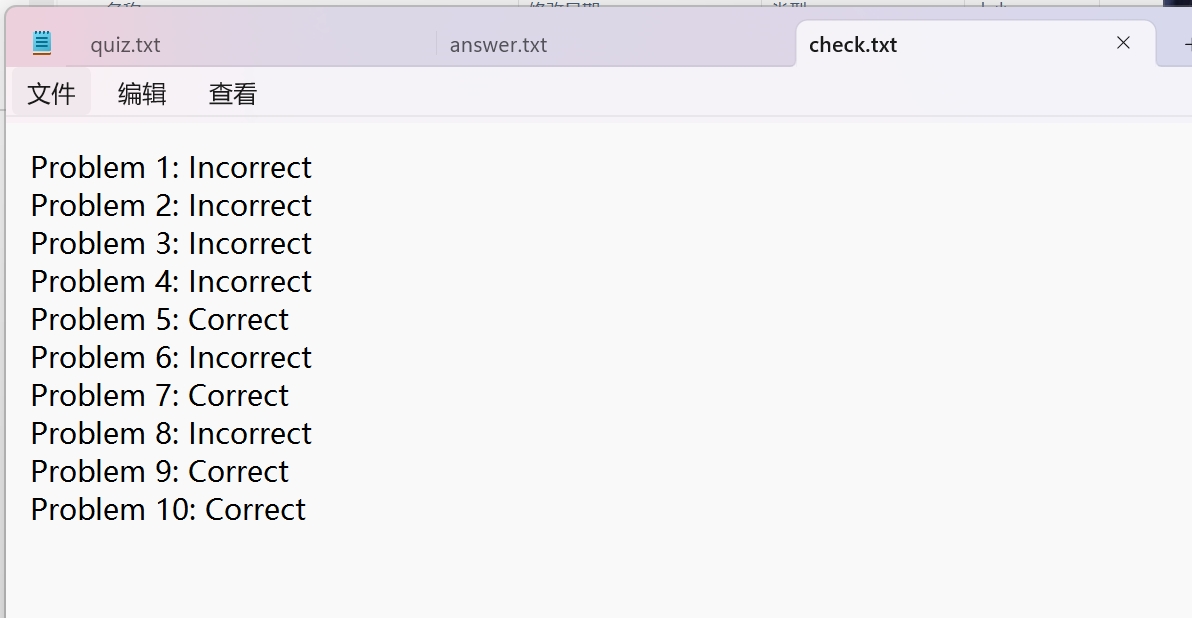 quiz.txt answer.txt check.txt
文件 编辑 查看
Problem 1: Incorrect
Problem 2: Incorrect
Problem 3: Incorrect
Problem 4: Incorrect
Problem 5: Correct
Problem 6: Incorrect
Problem 7: Correct
Problem 8: Incorrect
Problem 9: Correct
Problem 10: Correct